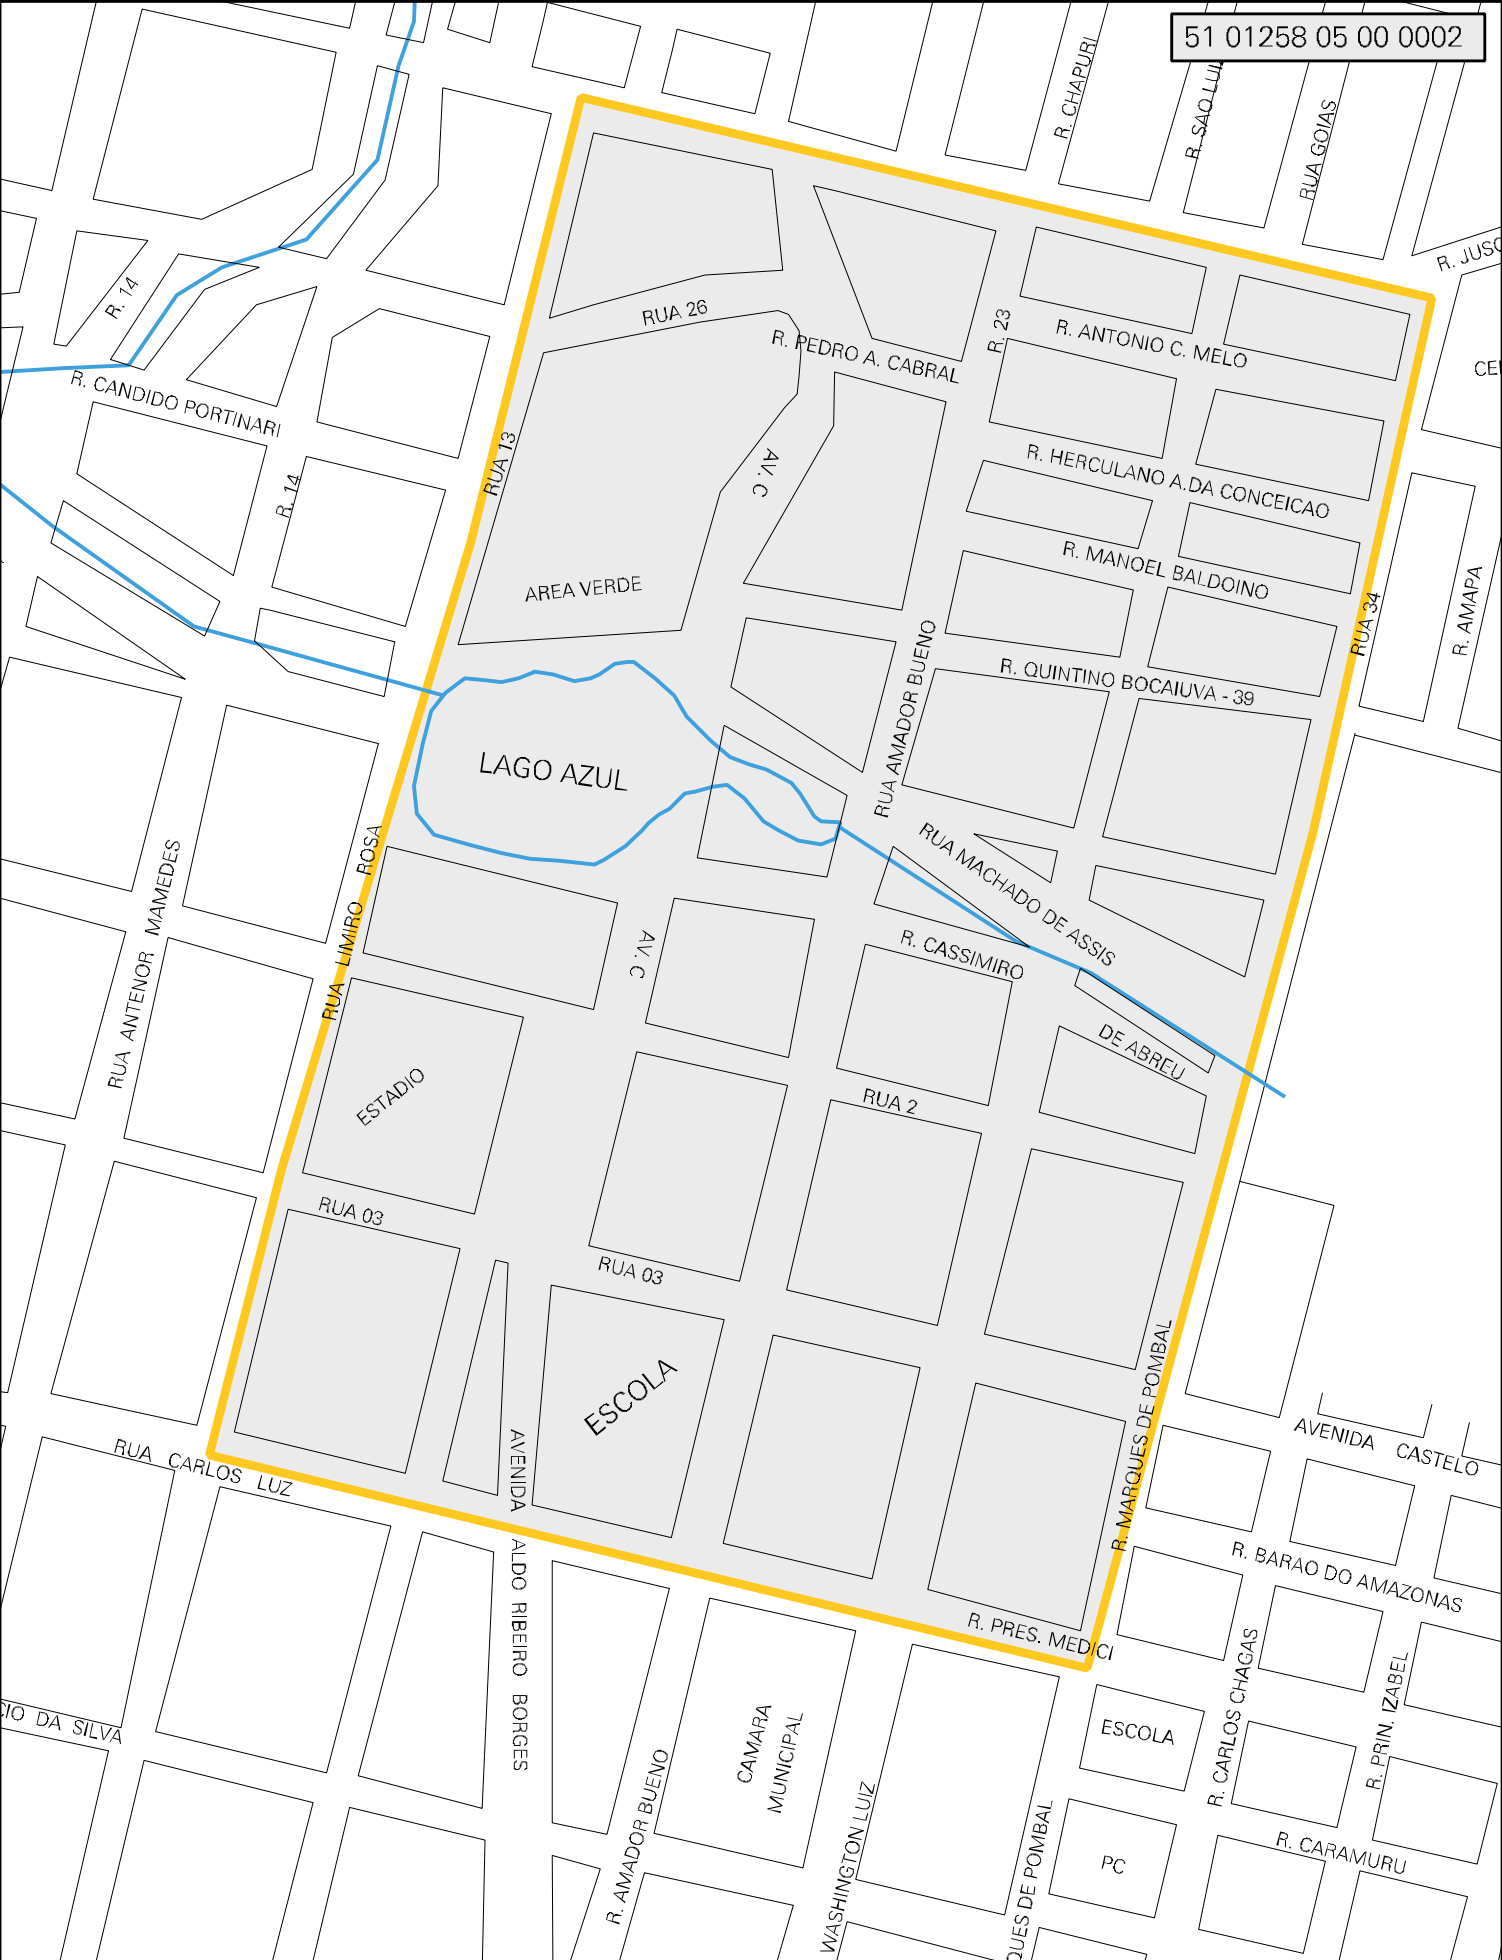 51 01258 05 00 0002
R. CHAPURI
R. SAO LUI
RUA GOIAS
R. JUSC
R. 14
RUA 26
R. PEDRO A. CABRAL
R. 23
R. ANTONIO C. MELO
CEI
R. CANDIDO PORTINARI
RUA 13
AV. C
R. 14
R. HERCULANO A.DA CONCEICAO
R. MANOEL BALDOINO
AREA VERDE
RUA 34
R. AMAPA
RUA AMADOR BUENO
R. QUINTINO BOCAIUVA - 39
LAGO AZUL
RUA ANTENOR MAMEDES
RUA LIMIRO ROSA
RUA MACHADO DE ASSIS
AV. C
R. CASSIMIRO
DE ABREU
ESTADIO
RUA 2
RUA 03
RUA 03
ESCOLA
R. MARQUES DE POMBAL
AVENIDA CASTELO
RUA CARLOS LUZ
AVENIDA ALDO RIBEIRO BORGES
R. BARAO DO AMAZONAS
R. PRES. MEDICI
CIO DA SILVA
CAMARA
MUNICIPAL
ESCOLA
R. CARLOS CHAGAS
R. PRIN. IZABEL
R. AMADOR BUENO
WASHINGTON LUIZ
QUES DE POMBAL
PC
R. CARAMURU